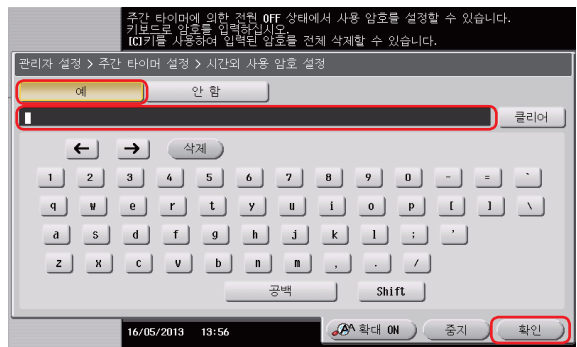 주간 타이머에 의한 전원 OFF 상태에서 사용 암호를 설정할 수 있습니다.
키보드로 암호를 입력하십시오.
[C]키를 사용하여 입력된 암호를 전체 삭제할 수 있습니다.
관리자 설정 > 주간 타이머 설정 > 시간외 사용 암호 설정
예 안 함
클리어
← → 삭제
1 2 3 4 5 6 7 8 9 0 - = `
q w e r t y u i o p [ ] \
a s d f g h j k l ; '
z x c v b n m , . /
공백 Shift
16/05/2013 13:56 확대 ON 중지 확인